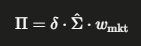 Π = δ · Σ̂ · w_mkt